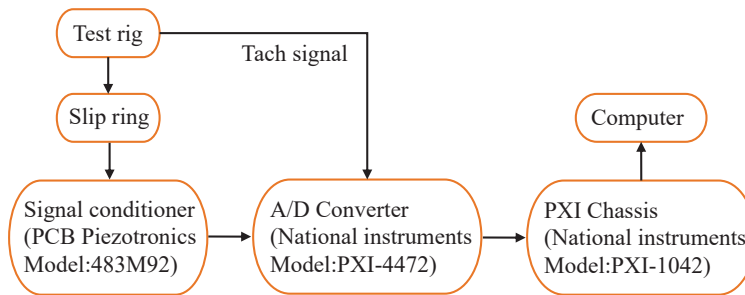 Test rig
Tach signal
Slip ring
Computer
Signal conditioner
(PCB Piezotronics
Model:483M92)
A/D Converter
(National instruments
Model:PXI-4472)
PXI Chassis
(National instruments
Model:PXI-1042)